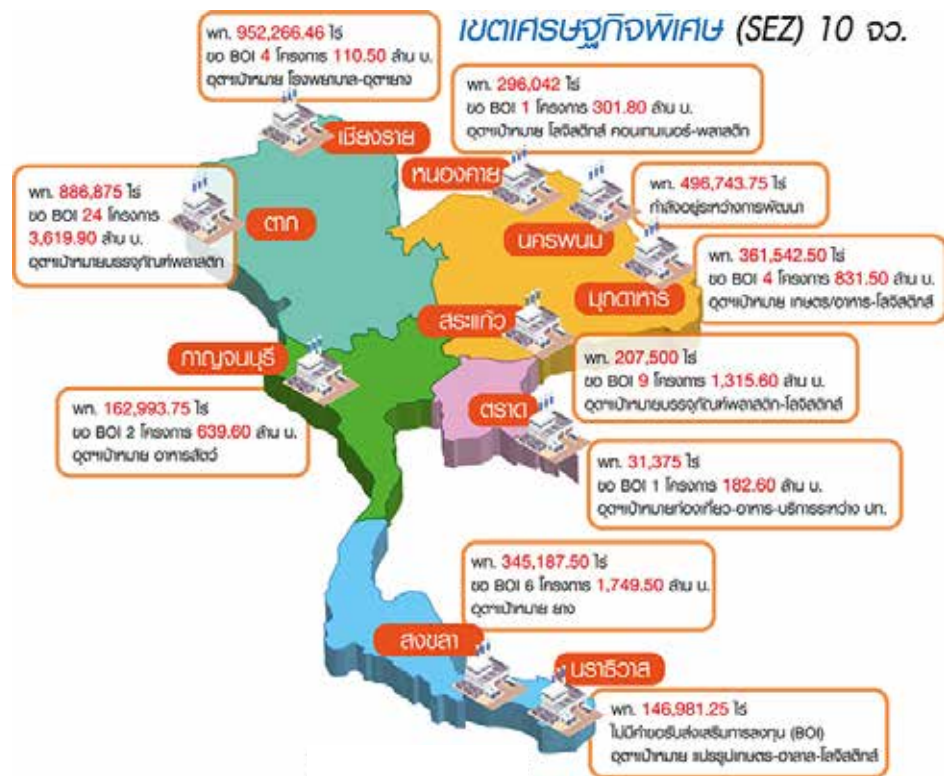 เขตเศรษฐกิจพิเศษ (SEZ) 10 จว.
พท. 952,266.46 ไร่
ขอ BOI 4 โครงการ 110.50 ล้าน บ.
อุตฯเป้าหมาย โรงพยาบาล-อุตฯยาง
เชียงราย
พท. 296,042 ไร่
ขอ BOI 1 โครงการ 301.80 ล้าน บ.
อุตฯเป้าหมาย โลจิสติกส์ คอนเทนเนอร์-พลาสติก
หนองคาย
พท. 886,875 ไร่
ขอ BOI 24 โครงการ
3,619.90 ล้าน บ.
อุตฯเป้าหมายบรรจุภัณฑ์พลาสติก
ตาก
พท. 496,743.75 ไร่
กำลังอยู่ระหว่างการพัฒนา
นครพนม
พท. 361,542.50 ไร่
ขอ BOI 4 โครงการ 831.50 ล้าน บ.
อุตฯเป้าหมาย เกษตร/อาหาร-โลจิสติกส์
มุกดาหาร
สระแก้ว
พท. 207,500 ไร่
ขอ BOI 9 โครงการ 1,315.60 ล้าน บ.
อุตฯเป้าหมายบรรจุภัณฑ์พลาสติก-โลจิสติกส์
กาญจนบุรี
พท. 162,993.75 ไร่
ขอ BOI 2 โครงการ 639.60 ล้าน บ.
อุตฯเป้าหมาย อาหารสัตว์
ตราด
พท. 31,375 ไร่
ขอ BOI 1 โครงการ 182.60 ล้าน บ.
อุตฯเป้าหมายท่องเที่ยว-อาหาร-บริการระหว่าง ปท.
พท. 345,187.50 ไร่
ขอ BOI 6 โครงการ 1,749.50 ล้าน บ.
อุตฯเป้าหมาย ยาง
สงขลา
นราธิวาส
พท. 146,981.25 ไร่
ไม่มีคำขอรับส่งเสริมการลงทุน (BOI)
อุตฯเป้าหมาย แปรรูปเกษตร-ฮาลาล-โลจิสติกส์